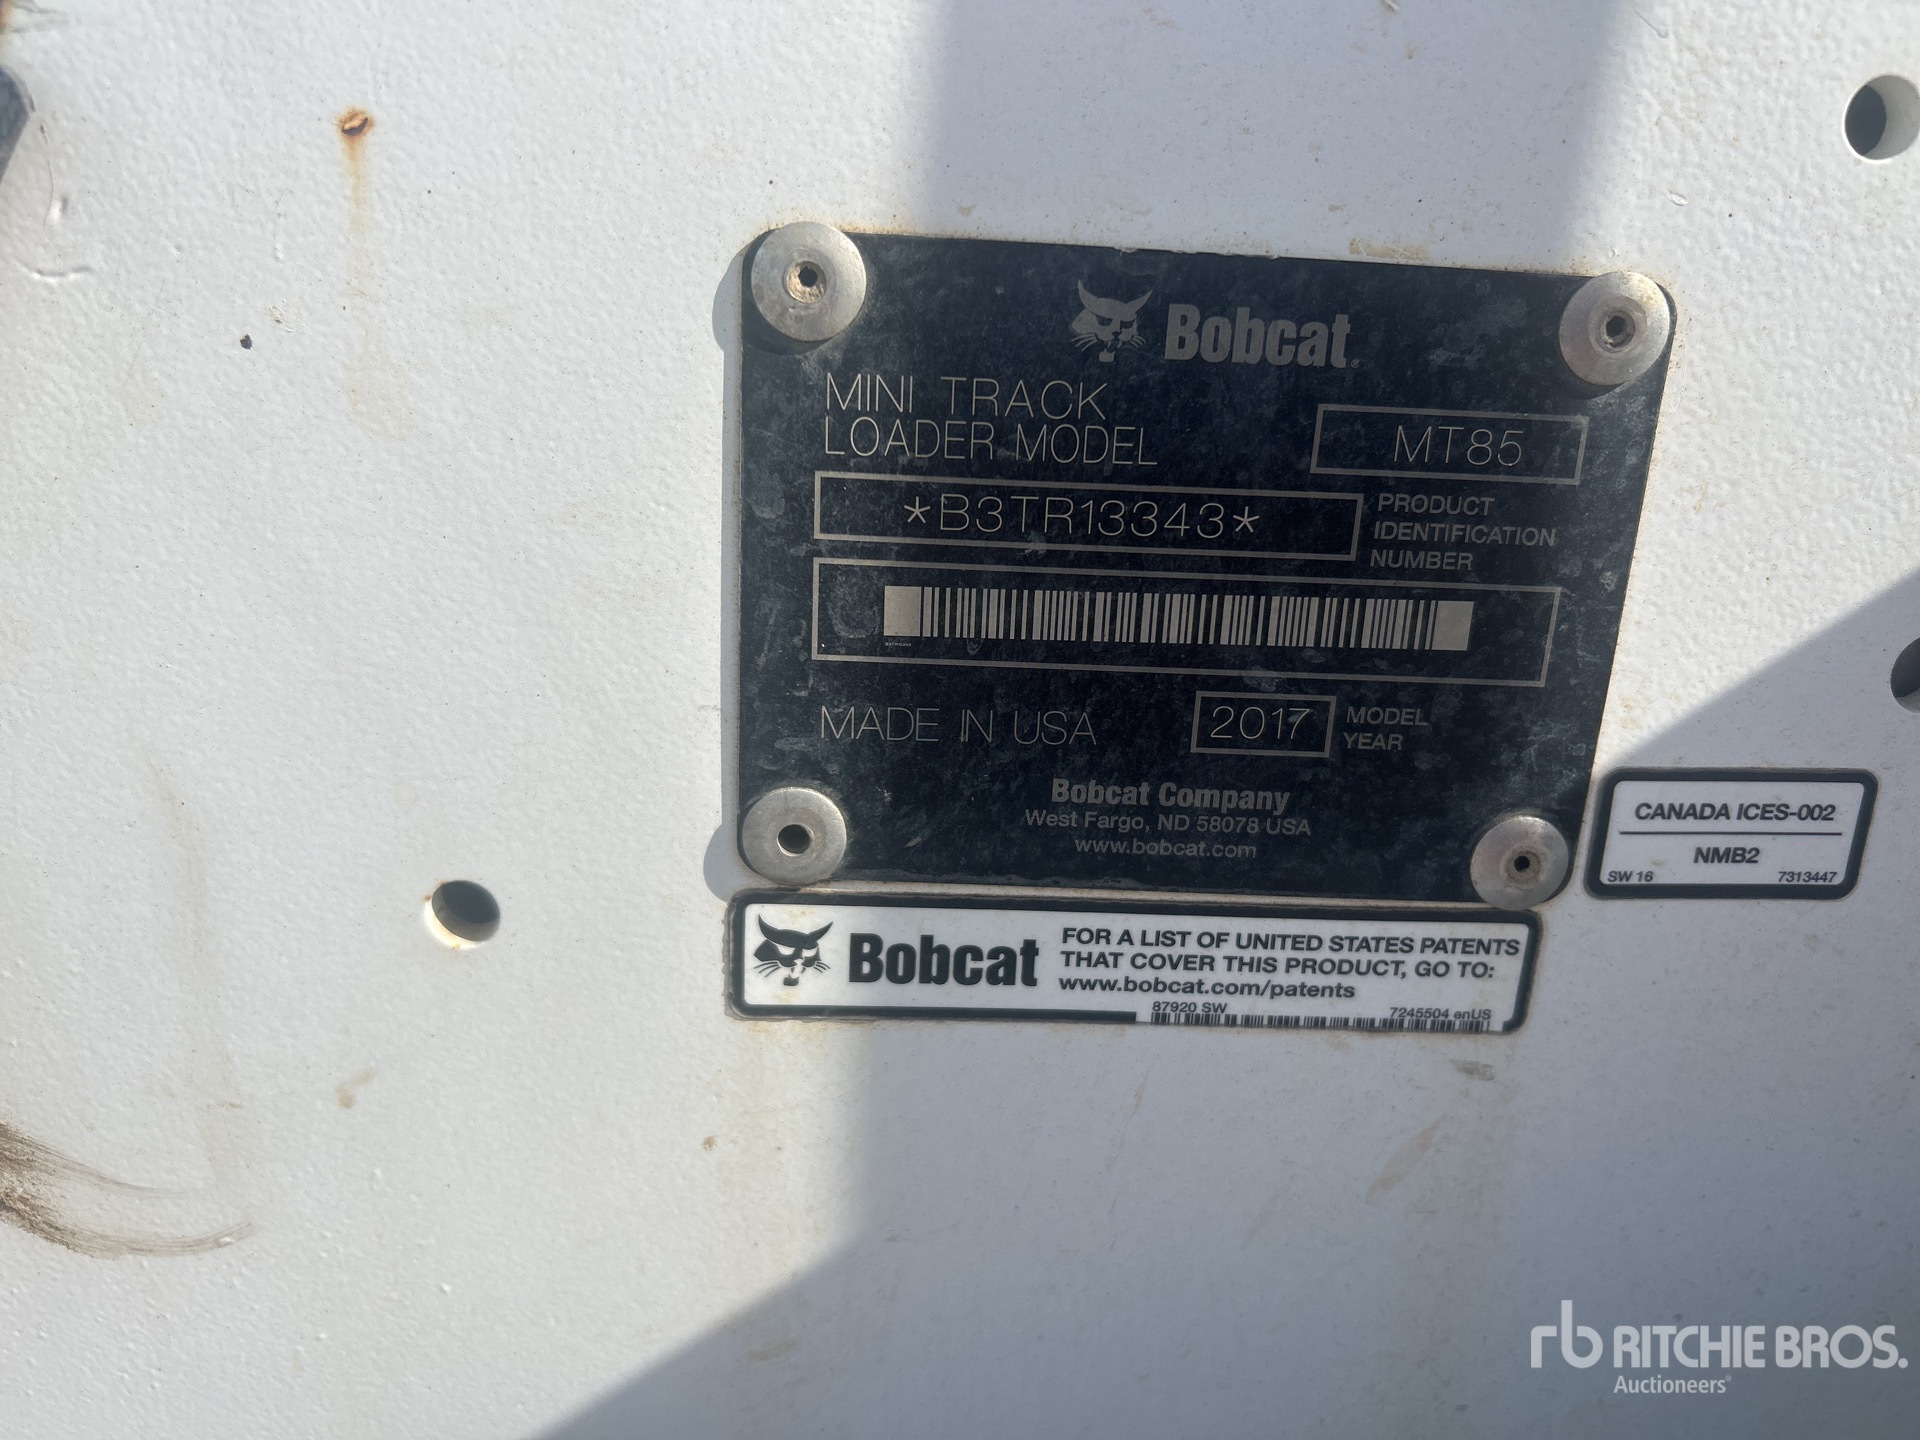 Bobcat.
MINI TRACK
LOADER MODEL
MT85
*B3TR13343*
PRODUCT
IDENTIFICATION
NUMBER
B3TR13343
MADE IN USA
2017
MODEL
YEAR
Bobcat Company
West Fargo, ND 58078 USA
www.bobcat.com
CANADA ICES-002
NMB2
SW 16 7313447
Bobcat
FOR A LIST OF UNITED STATES PATENTS
THAT COVER THIS PRODUCT, GO TO:
www.bobcat.com/patents
87920 SW 7245504 enUS
rb RITCHIE BROS.
Auctioneers